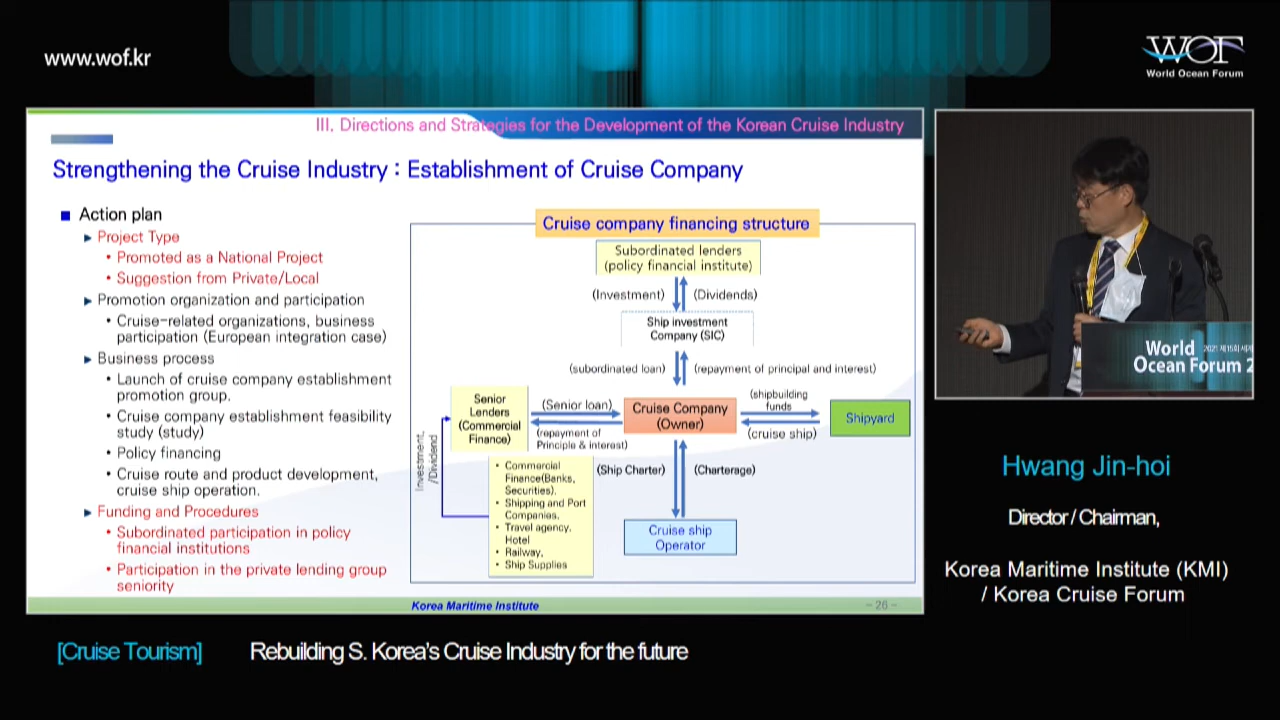 www.wof.kr
WOF
World Ocean Forum
III. Directions and Strategies for the Development of the Korean Cruise Industry
Strengthening the Cruise Industry : Establishment of Cruise Company
Action plan
Project Type
Promoted as a National Project
Suggestion from Private/Local
Promotion organization and participation
Cruise-related organizations, business
participation (European integration case)
Business process
Launch of cruise company establishment
promotion group.
Cruise company establishment feasibility
study (study)
Policy financing
Cruise route and product development,
cruise ship operation.
Funding and Procedures
Subordinated participation in policy
financial institutions
Participation in the private lending group
seniority
Cruise company financing structure
Subordinated lenders
(policy financial institute)
(Investment)
(Dividends)
Ship investment
Company (SIC)
(subordinated loan)
(repayment of principal and interest)
Senior
Lenders
(Commercial
Finance)
(Senior loan)
(repayment of
Principle & interest)
Cruise Company
(Owner)
(shipbuilding
funds
(cruise ship)
Shipyard
Investment,
/Dividend
• Commercial
Finance(Banks,
Securities).
• Shipping and Port
Companies.
• Travel agency.
Hotel
• Railway,
• Ship Supplies
(Ship Charter)
(Charterage)
Cruise ship
Operator
Korea Maritime Institute
- 26 -
World
Ocean Forum 2
2021 제15회 세계
Hwang Jin-hoi
Director / Chairman,
Korea Maritime Institute (KMI)
/ Korea Cruise Forum
[Cruise Tourism]
Rebuilding S. Korea's Cruise Industry for the future